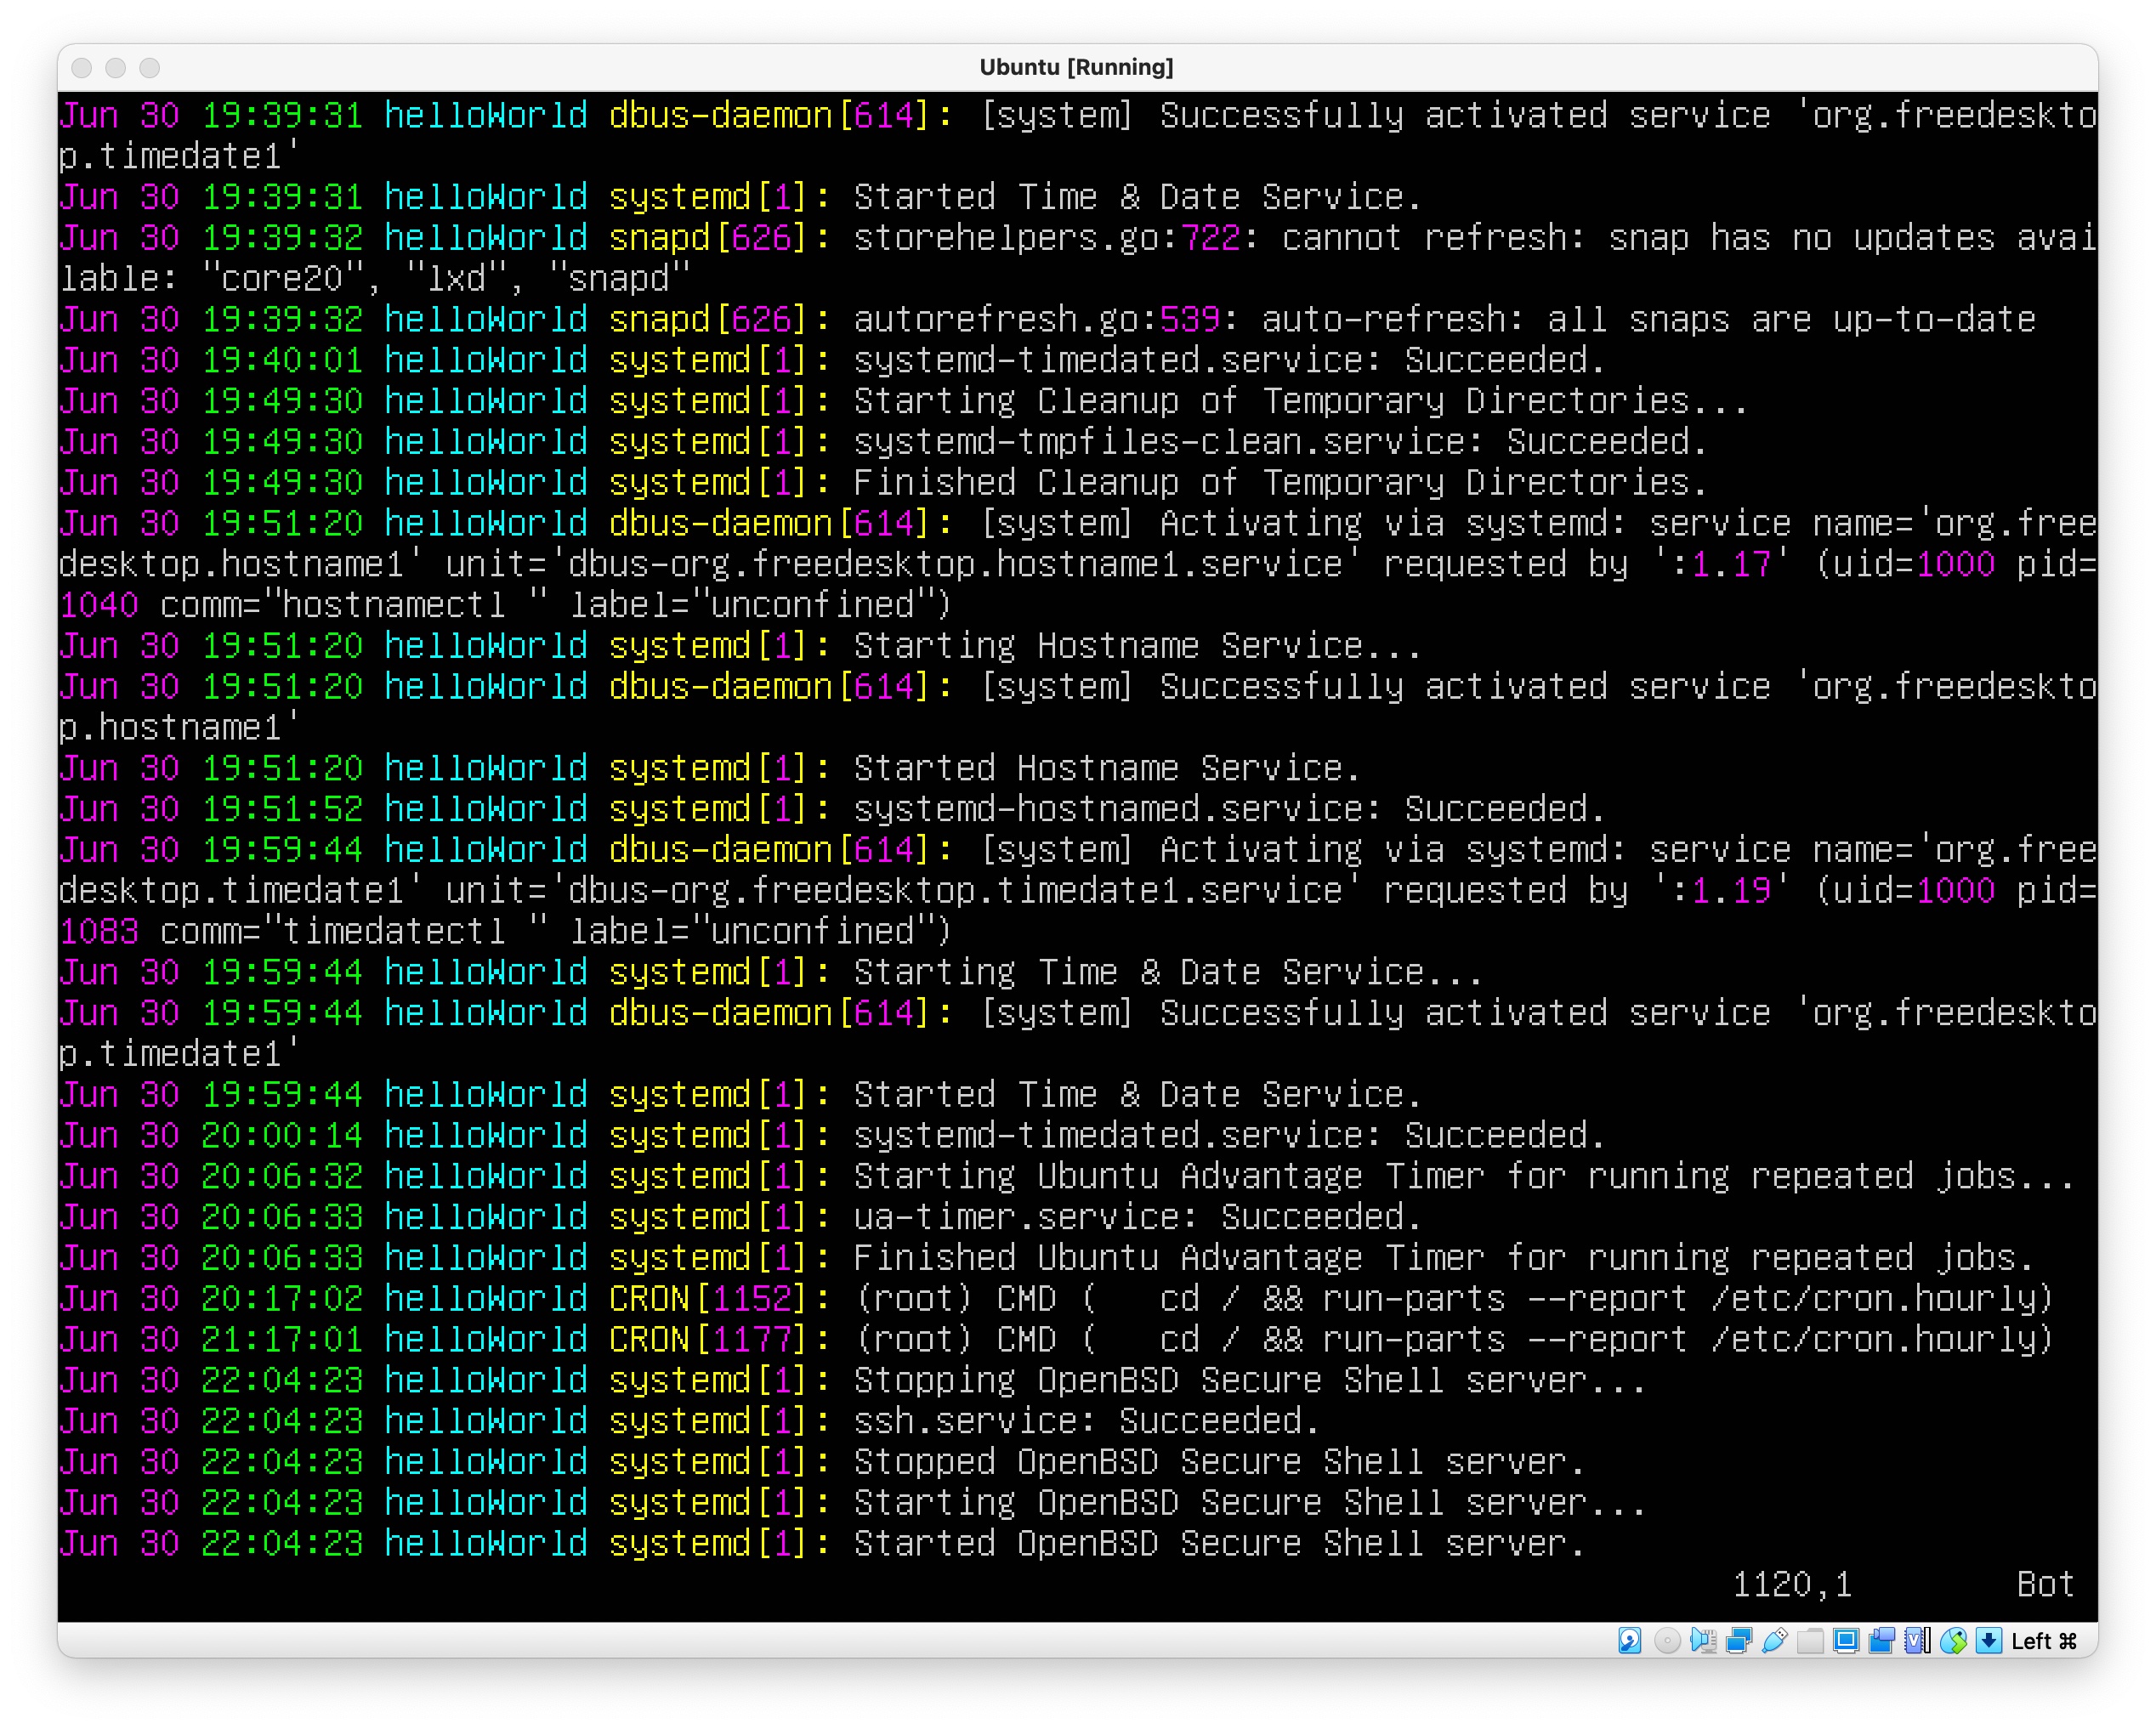 Ubuntu [Running]
Jun 30 19:39:31 helloWorld dbus-daemon[614]: [system] Successfully activated service 'org.freedeskto
p.timedate1'
Jun 30 19:39:31 helloWorld systemd[1]: Started Time & Date Service.
Jun 30 19:39:32 helloWorld snapd[626]: storehelpers.go:722: cannot refresh: snap has no updates avai
lable: "core20", "lxd", "snapd"
Jun 30 19:39:32 helloWorld snapd[626]: autorefresh.go:539: auto-refresh: all snaps are up-to-date
Jun 30 19:40:01 helloWorld systemd[1]: systemd-timedated.service: Succeeded.
Jun 30 19:49:30 helloWorld systemd[1]: Starting Cleanup of Temporary Directories...
Jun 30 19:49:30 helloWorld systemd[1]: systemd-tmpfiles-clean.service: Succeeded.
Jun 30 19:49:30 helloWorld systemd[1]: Finished Cleanup of Temporary Directories.
Jun 30 19:51:20 helloWorld dbus-daemon[614]: [system] Activating via systemd: service name='org.free
desktop.hostname1' unit='dbus-org.freedesktop.hostname1.service' requested by ':1.17' (uid=1000 pid=
1040 comm="hostnamectl " label="unconfined")
Jun 30 19:51:20 helloWorld systemd[1]: Starting Hostname Service...
Jun 30 19:51:20 helloWorld dbus-daemon[614]: [system] Successfully activated service 'org.freedeskto
p.hostname1'
Jun 30 19:51:20 helloWorld systemd[1]: Started Hostname Service.
Jun 30 19:51:52 helloWorld systemd[1]: systemd-hostnamed.service: Succeeded.
Jun 30 19:59:44 helloWorld dbus-daemon[614]: [system] Activating via systemd: service name='org.free
desktop.timedate1' unit='dbus-org.freedesktop.timedate1.service' requested by ':1.19' (uid=1000 pid=
1083 comm="timedatectl " label="unconfined")
Jun 30 19:59:44 helloWorld systemd[1]: Starting Time & Date Service...
Jun 30 19:59:44 helloWorld dbus-daemon[614]: [system] Successfully activated service 'org.freedeskto
p.timedate1'
Jun 30 19:59:44 helloWorld systemd[1]: Started Time & Date Service.
Jun 30 20:00:14 helloWorld systemd[1]: systemd-timedated.service: Succeeded.
Jun 30 20:06:32 helloWorld systemd[1]: Starting Ubuntu Advantage Timer for running repeated jobs...
Jun 30 20:06:33 helloWorld systemd[1]: ua-timer.service: Succeeded.
Jun 30 20:06:33 helloWorld systemd[1]: Finished Ubuntu Advantage Timer for running repeated jobs.
Jun 30 20:17:02 helloWorld CRON[1152]: (root) CMD (   cd / && run-parts --report /etc/cron.hourly)
Jun 30 21:17:01 helloWorld CRON[1177]: (root) CMD (   cd / && run-parts --report /etc/cron.hourly)
Jun 30 22:04:23 helloWorld systemd[1]: Stopping OpenBSD Secure Shell server...
Jun 30 22:04:23 helloWorld systemd[1]: ssh.service: Succeeded.
Jun 30 22:04:23 helloWorld systemd[1]: Stopped OpenBSD Secure Shell server.
Jun 30 22:04:23 helloWorld systemd[1]: Starting OpenBSD Secure Shell server...
Jun 30 22:04:23 helloWorld systemd[1]: Started OpenBSD Secure Shell server.
1120,1 Bot
Left ⌘